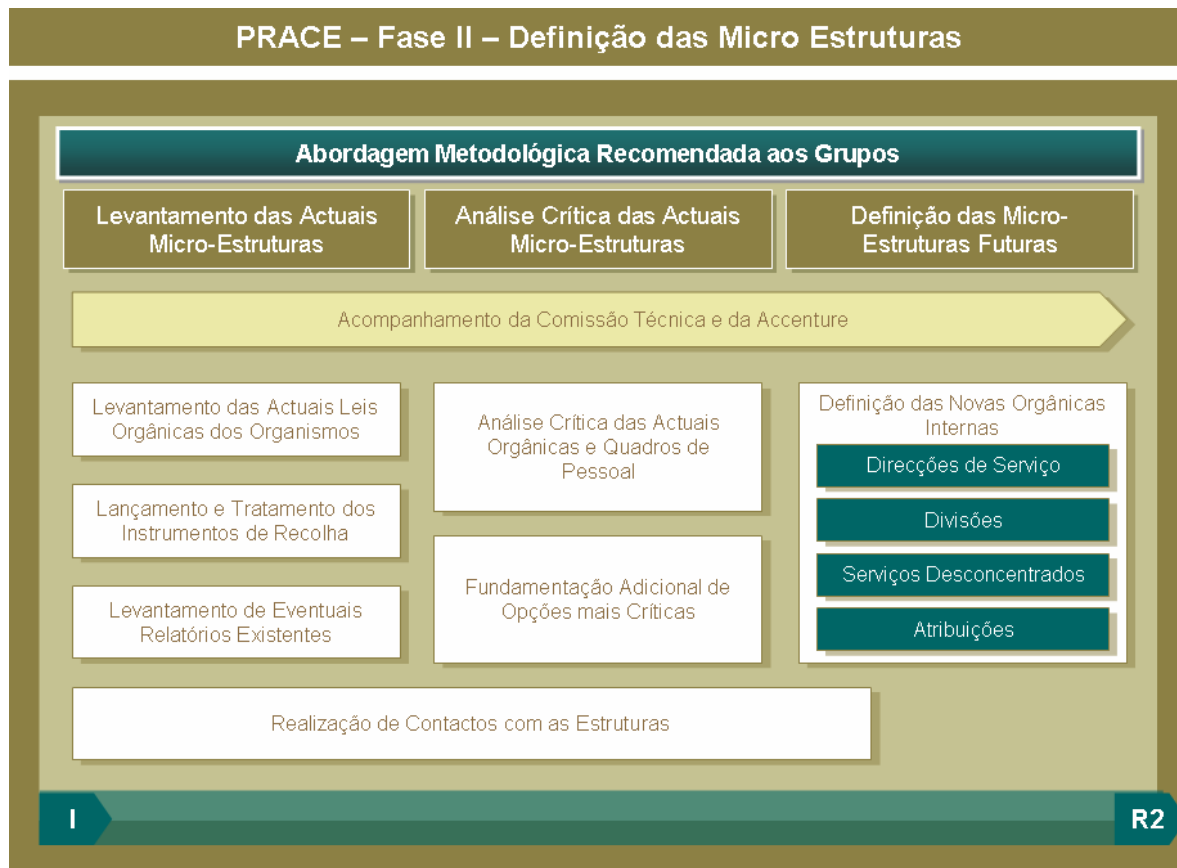 PRACE – Fase II – Definição das Micro Estruturas
Abordagem Metodológica Recomendada aos Grupos
Levantamento das Actuais
Micro-Estruturas
Análise Crítica das Actuais
Micro-Estruturas
Definição das Micro-
Estruturas Futuras
Acompanhamento da Comissão Técnica e da Accenture
Levantamento das Actuais Leis
Orgânicas dos Organismos
Lançamento e Tratamento dos
Instrumentos de Recolha
Levantamento de Eventuais
Relatórios Existentes
Análise Crítica das Actuais
Orgânicas e Quadros de
Pessoal
Fundamentação Adicional de
Opções mais Críticas
Definição das Novas Orgânicas
Internas
Direcções de Serviço
Divisões
Serviços Desconcentrados
Atribuições
Realização de Contactos com as Estruturas
I
R2